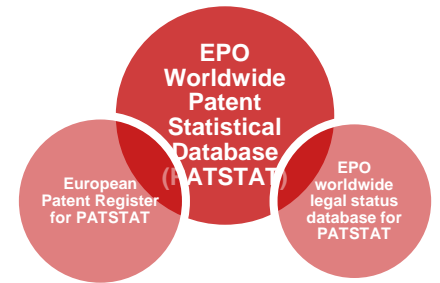 EPO
Worldwide
Patent
Statistical
Database
(PATSTAT)
European
Patent Register
for PATSTAT
EPO
worldwide
legal status
database for
PATSTAT